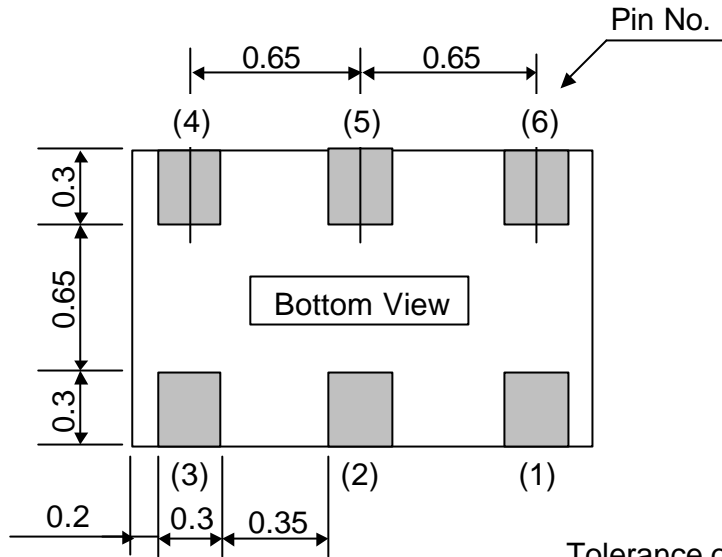 Pin No.
0.65 0.65
(4) (5) (6)
0.3
0.65
Bottom View
0.3
(3) (2) (1)
0.2 0.3 0.35
Tolerance